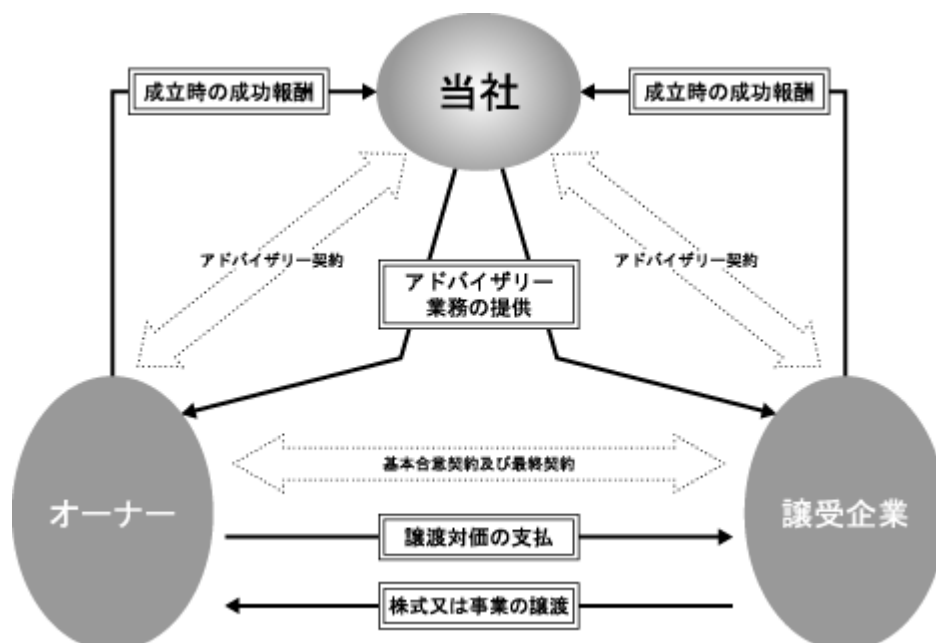 成立時の成功報酬
当社
成立時の成功報酬
アドバイザリー契約
アドバイザリー
業務の提供
アドバイザリー契約
基本合意契約及び最終契約
オーナー
譲受企業
譲渡対価の支払
株式又は事業の譲渡